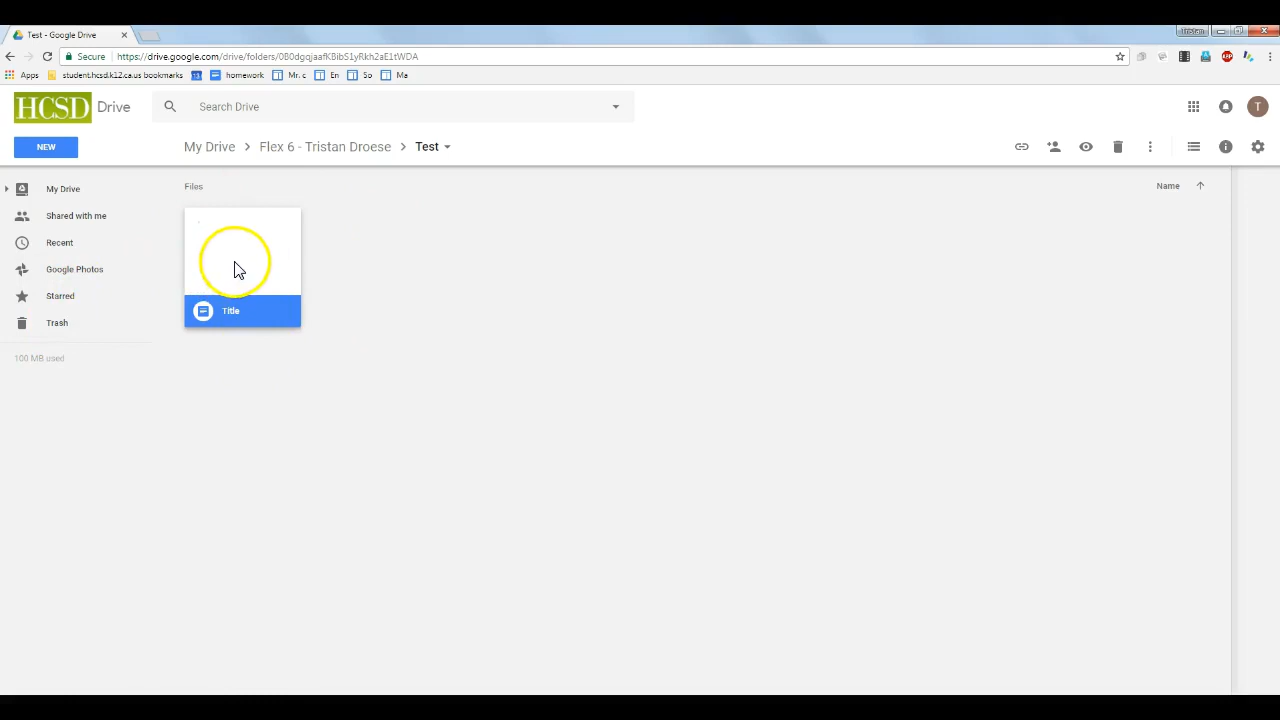 Test - Google Drive
Tristan
Secure https://drive.google.com/drive/folders/0B0dgqjaafKBibS1yRkh2aE1tWDA
Apps student.hcsd.k12.ca.us bookmarks homework Mr. c En So Ma
HCSD Drive Search Drive T
NEW My Drive > Flex 6 - Tristan Droese > Test
Files Name
My Drive
Shared with me
Recent
Google Photos
Starred
Title
Trash
100 MB used